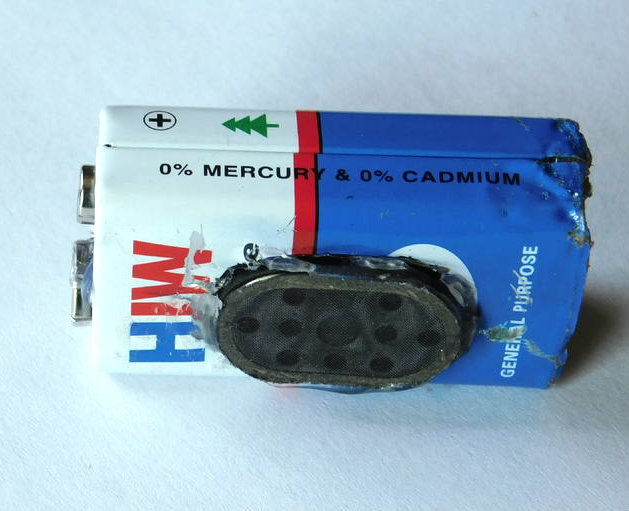 +
0% MERCURY & 0% CADMIUM
HW
e
GENERAL PURPOSE